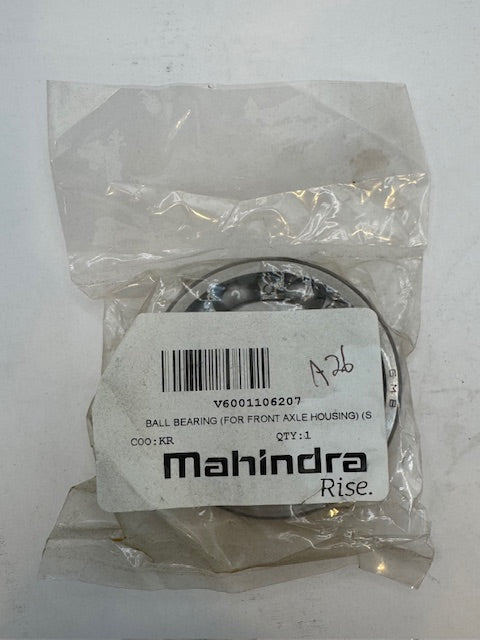 A26
V6001106207
BALL BEARING (FOR FRONT AXLE HOUSING) (S
COO:KR QTY:1
Mahindra
Rise.